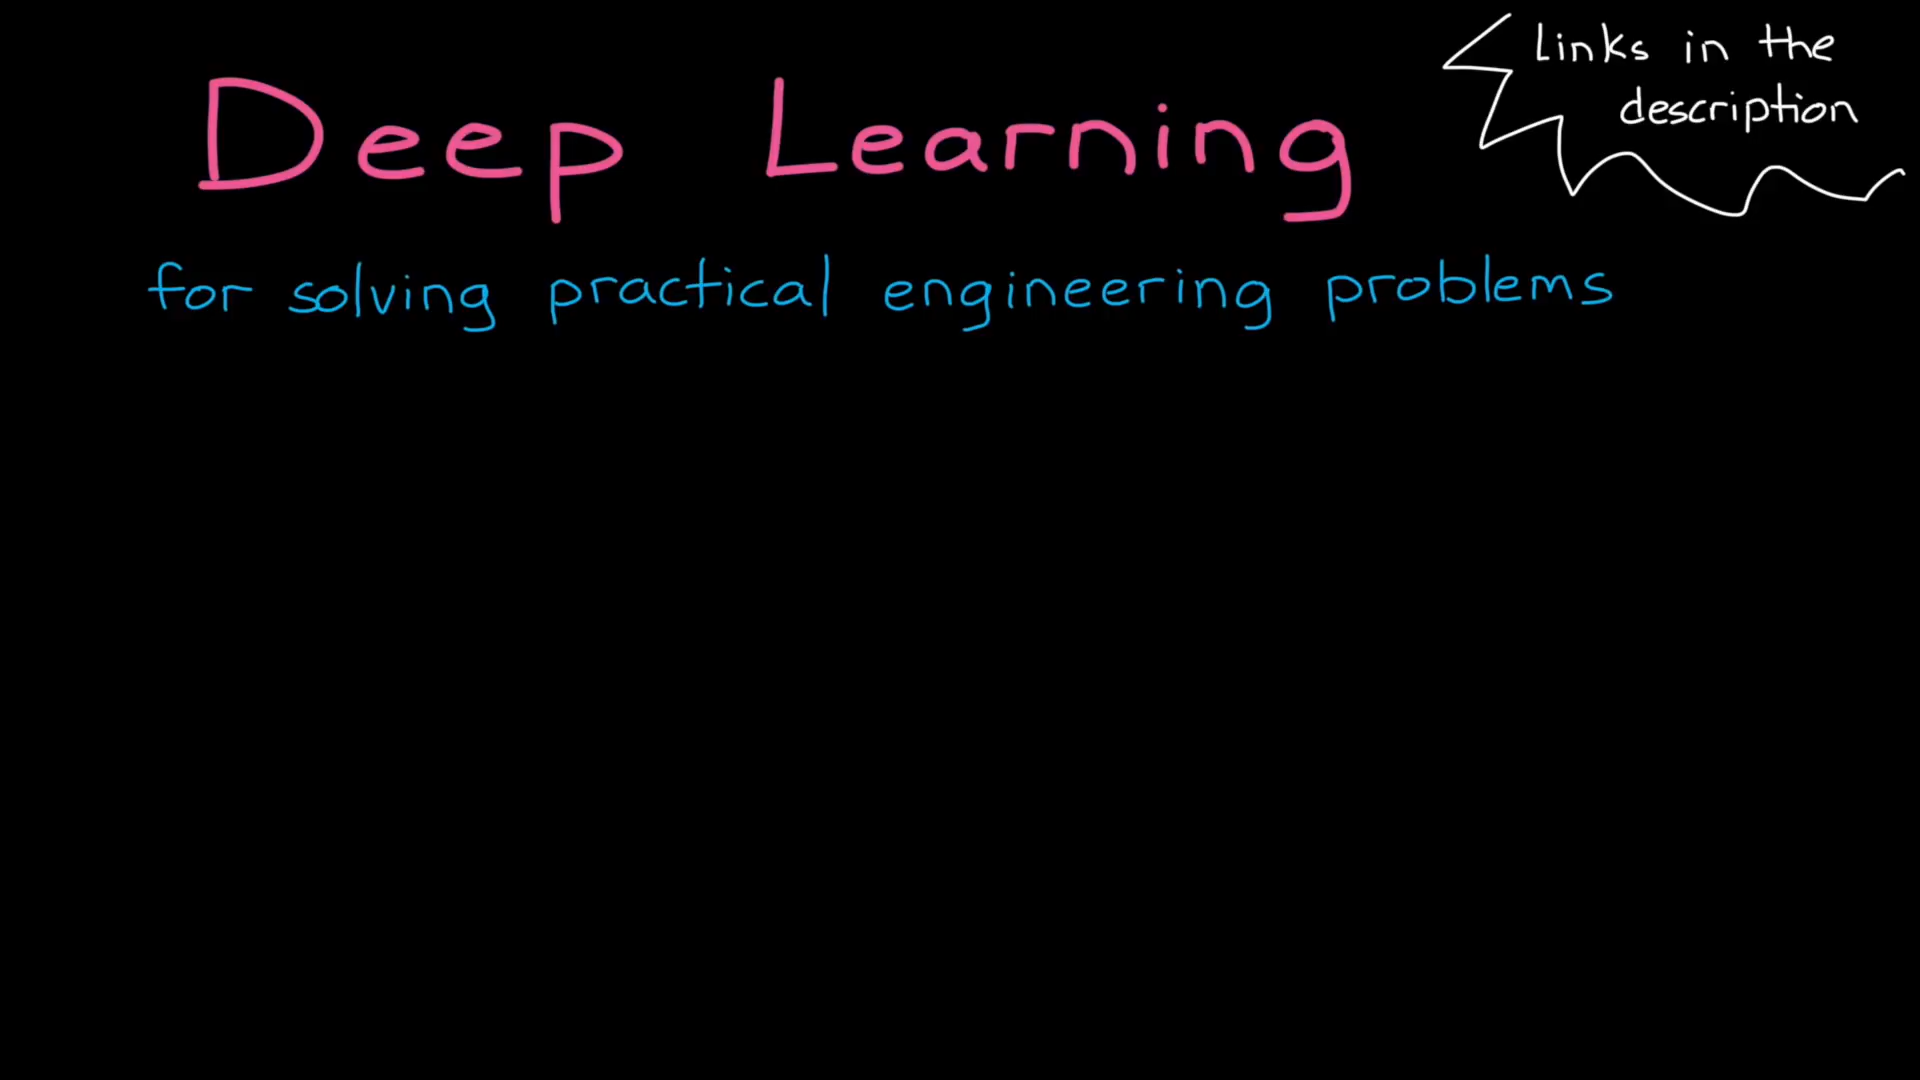 Deep Learning
for solving practical engineering problems
Links in the
description